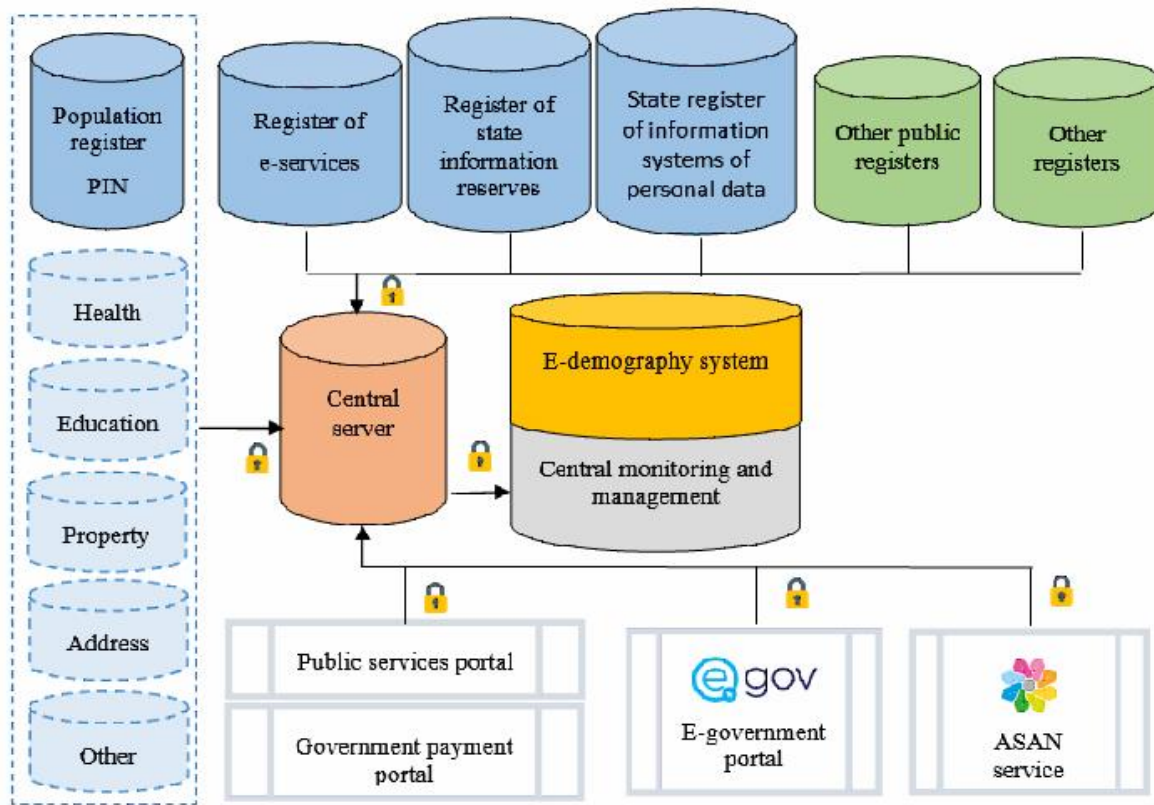 Population
register
PIN
Register of
e-services
Register of
state
information
reserves
State register
of information
systems of
personal data
Other public
registers
Other
registers
Health
Education
Property
Address
Other
Central
server
E-demography system
Central monitoring and
management
Public services portal
Government payment
portal
e gov
E-government
portal
ASAN
service